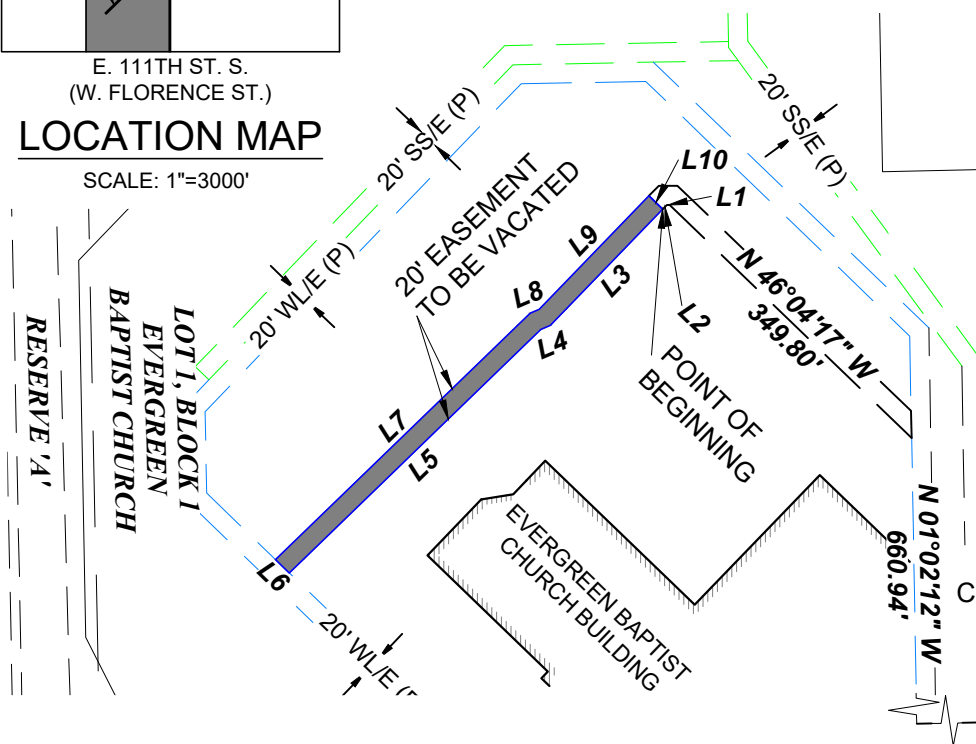 E. 111TH ST. S.
(W. FLORENCE ST.)
LOCATION MAP
SCALE: 1"=3000'
20' SS/E (P)
20' SS/E (P)
20' WL/E (P)
20' EASEMENT
TO BE VACATED
L10
L1
L9
L3
L8
L4
L2
N 46°04'17" W
349.80'
POINT OF
BEGINNING
LOT 1, BLOCK 1
EVERGREEN
BAPTIST CHURCH
RESERVE 'A'
L7
L5
L6
EVERGREEN BAPTIST
CHURCH BUILDING
N 01°02'12" W
660.94'
20' WL/E (
C